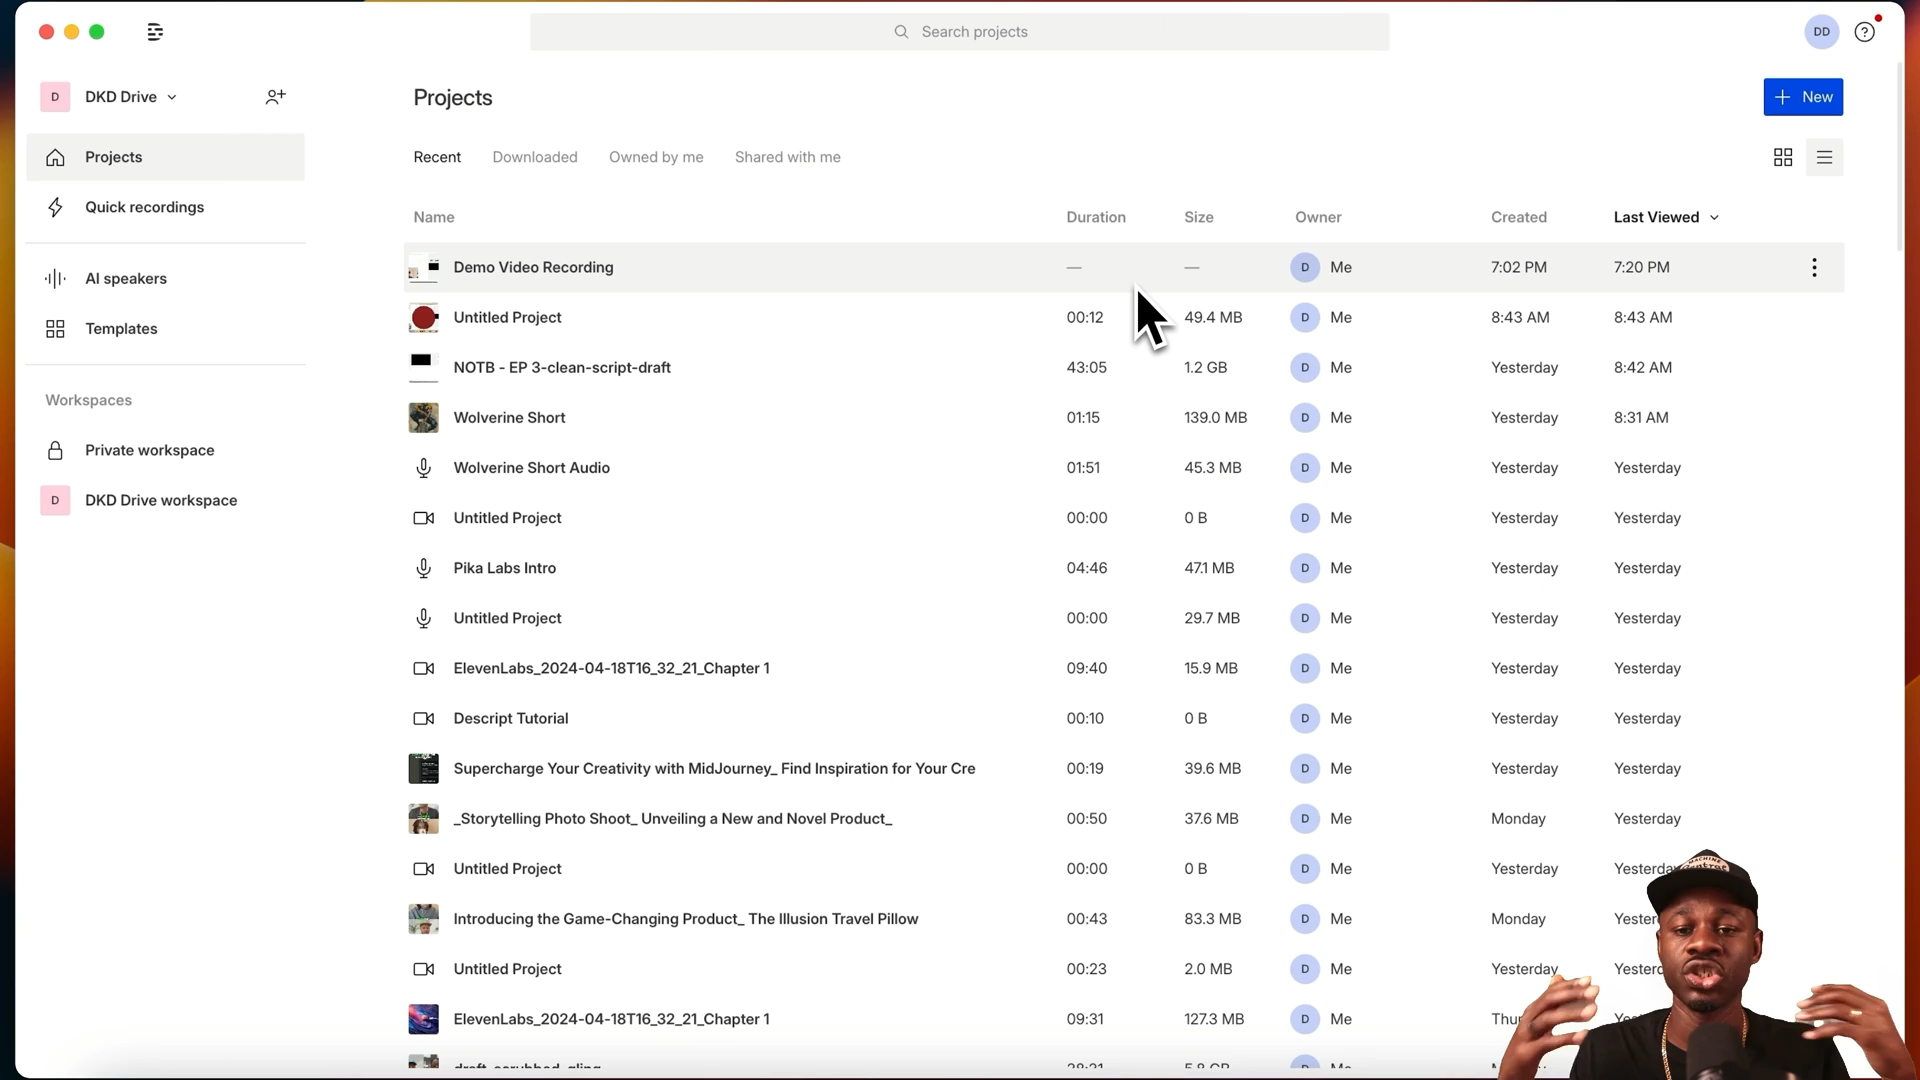 Search projects
DD
D DKD Drive
Projects
+ New
Projects
Recent Downloaded Owned by me Shared with me
Quick recordings
Name Duration Size Owner Created Last Viewed
AI speakers
Templates
Workspaces
Private workspace
D DKD Drive workspace
Demo Video Recording — — D Me 7:02 PM 7:20 PM
Untitled Project 00:12 49.4 MB D Me 8:43 AM 8:43 AM
NOTB - EP 3-clean-script-draft 43:05 1.2 GB D Me Yesterday 8:42 AM
Wolverine Short 01:15 139.0 MB D Me Yesterday 8:31 AM
Wolverine Short Audio 01:51 45.3 MB D Me Yesterday Yesterday
Untitled Project 00:00 0 B D Me Yesterday Yesterday
Pika Labs Intro 04:46 47.1 MB D Me Yesterday Yesterday
Untitled Project 00:00 29.7 MB D Me Yesterday Yesterday
ElevenLabs_2024-04-18T16_32_21_Chapter 1 09:40 15.9 MB D Me Yesterday Yesterday
Descript Tutorial 00:10 0 B D Me Yesterday Yesterday
Supercharge Your Creativity with MidJourney_ Find Inspiration for Your Cre 00:19 39.6 MB D Me Yesterday Yesterday
_Storytelling Photo Shoot_ Unveiling a New and Novel Product_ 00:50 37.6 MB D Me Monday Yesterday
Untitled Project 00:00 0 B D Me Yesterday Yesterday
Introducing the Game-Changing Product_ The Illusion Travel Pillow 00:43 83.3 MB D Me Monday Yester
Untitled Project 00:23 2.0 MB D Me Yesterday Yester
ElevenLabs_2024-04-18T16_32_21_Chapter 1 09:31 127.3 MB D Me Thu Yes
MACHINE